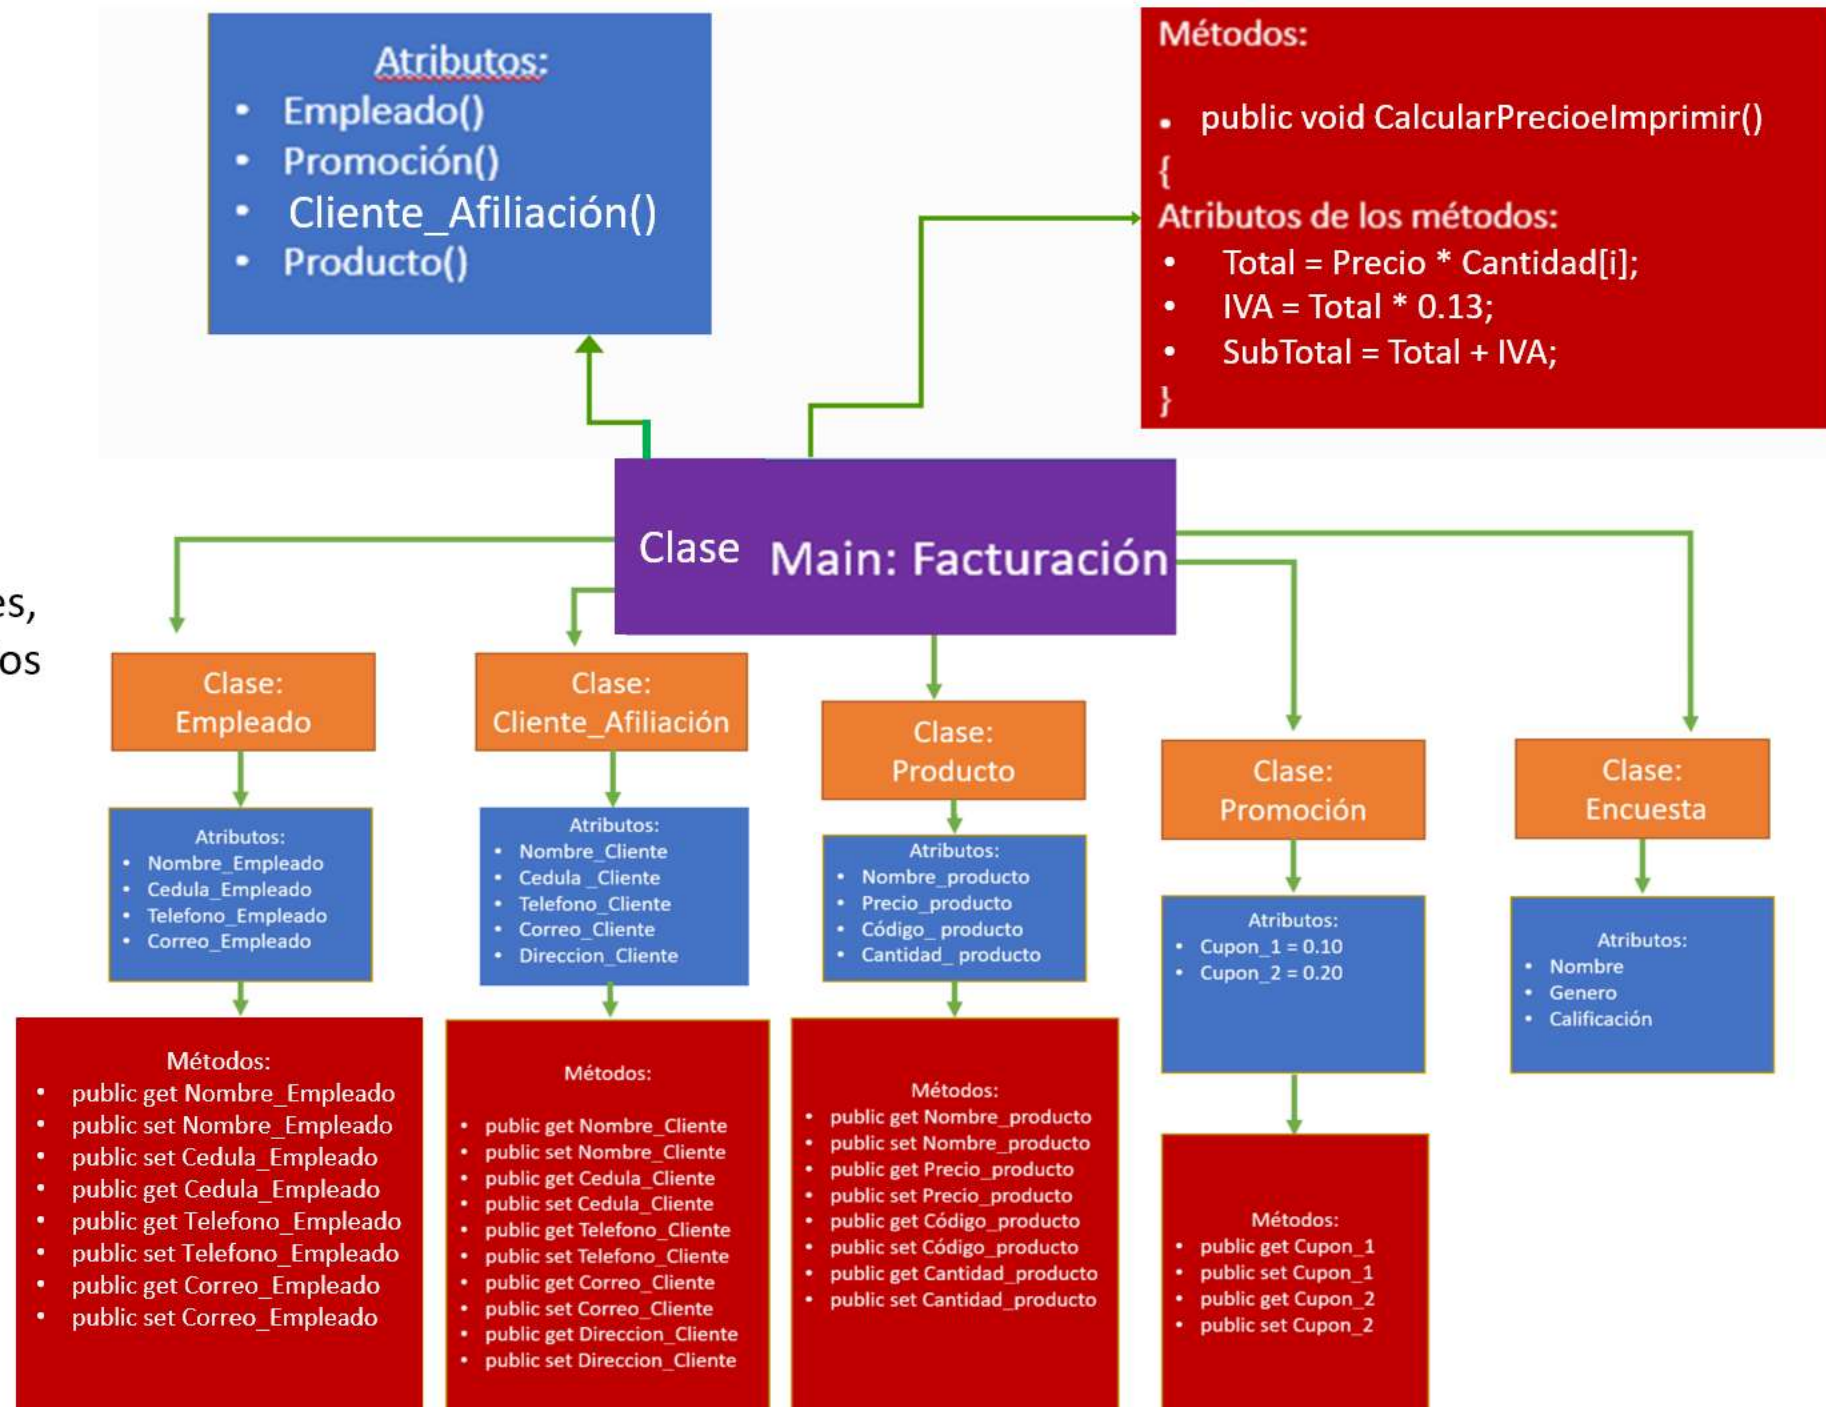 Atributos:
• Empleado()
• Promoción()
• Cliente_Afiliación()
• Producto()
Métodos:
• public void CalcularPrecioeImprimir()
{
Atributos de los métodos:
• Total = Precio * Cantidad[i];
• IVA = Total * 0.13;
• SubTotal = Total + IVA;
}
Clase Main: Facturación
es,
os
Clase:
Empleado
Atributos:
• Nombre_Empleado
• Cedula_Empleado
• Telefono_Empleado
• Correo_Empleado
Métodos:
• public get Nombre_Empleado
• public set Nombre_Empleado
• public set Cedula_Empleado
• public get Cedula_Empleado
• public get Telefono_Empleado
• public set Telefono_Empleado
• public get Correo_Empleado
• public set Correo_Empleado
Clase:
Cliente_Afiliación
Atributos:
• Nombre_Cliente
• Cedula _Cliente
• Telefono_Cliente
• Correo_Cliente
• Direccion_Cliente
Métodos:
• public get Nombre_Cliente
• public set Nombre_Cliente
• public get Cedula_Cliente
• public set Cedula_Cliente
• public get Telefono_Cliente
• public set Telefono_Cliente
• public get Correo_Cliente
• public set Correo_Cliente
• public get Direccion_Cliente
• public set Direccion_Cliente
Clase:
Producto
Atributos:
• Nombre_producto
• Precio_producto
• Código_ producto
• Cantidad_ producto
Métodos:
• public get Nombre_producto
• public set Nombre_producto
• public get Precio_producto
• public set Precio_producto
• public get Código_producto
• public set Código_producto
• public get Cantidad_producto
• public set Cantidad_producto
Clase:
Promoción
Atributos:
• Cupon_1 = 0.10
• Cupon_2 = 0.20
Métodos:
• public get Cupon_1
• public set Cupon_1
• public get Cupon_2
• public set Cupon_2
Clase:
Encuesta
Atributos:
• Nombre
• Genero
• Calificación